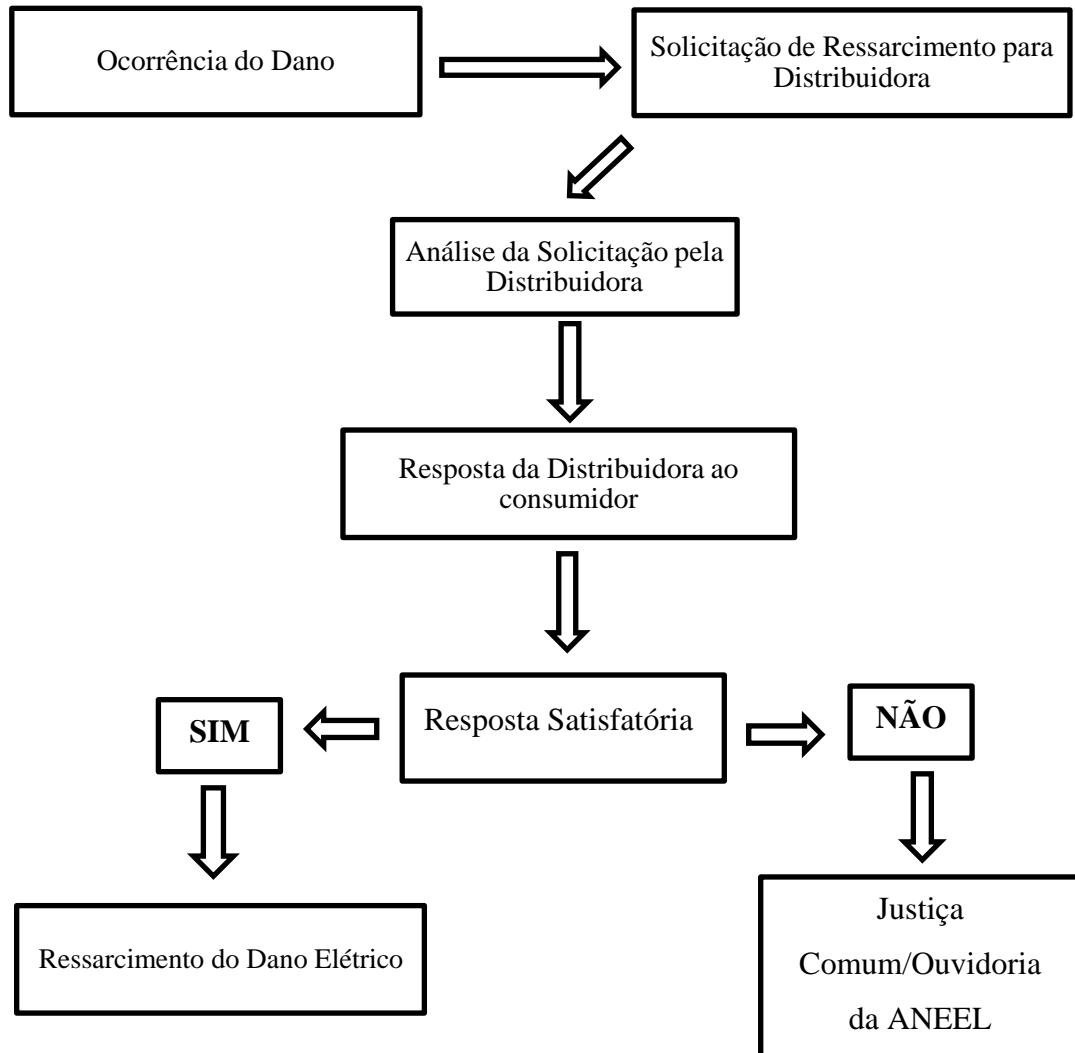 Ocorrência do Dano
Solicitação de Ressarcimento para
Distribuidora
Análise da Solicitação pela
Distribuidora
Resposta da Distribuidora ao
consumidor
SIM
Resposta Satisfatória
NÃO
Ressarcimento do Dano Elétrico
Justiça
Comum/Ouvidoria
da ANEEL